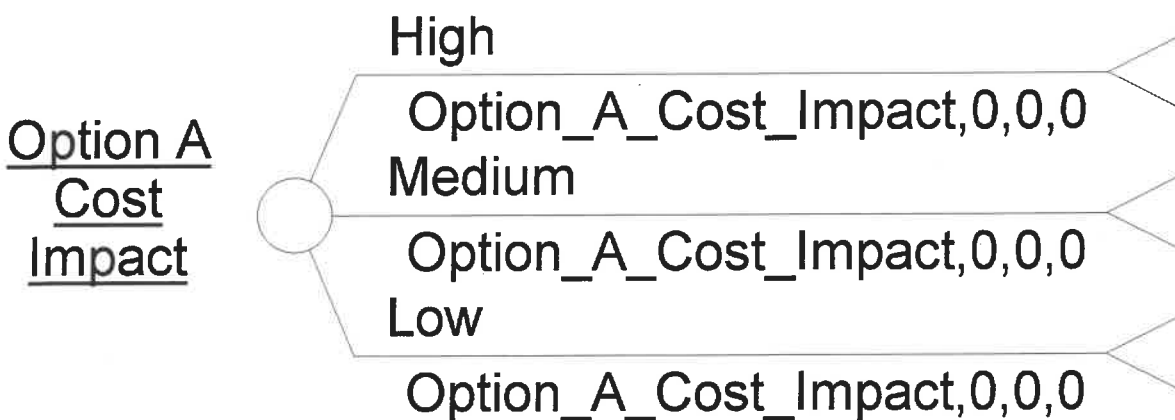 Option A
Cost
Impact
High
Option_A_Cost_Impact,0,0,0
Medium
Option_A_Cost_Impact,0,0,0
Low
Option_A_Cost_Impact,0,0,0